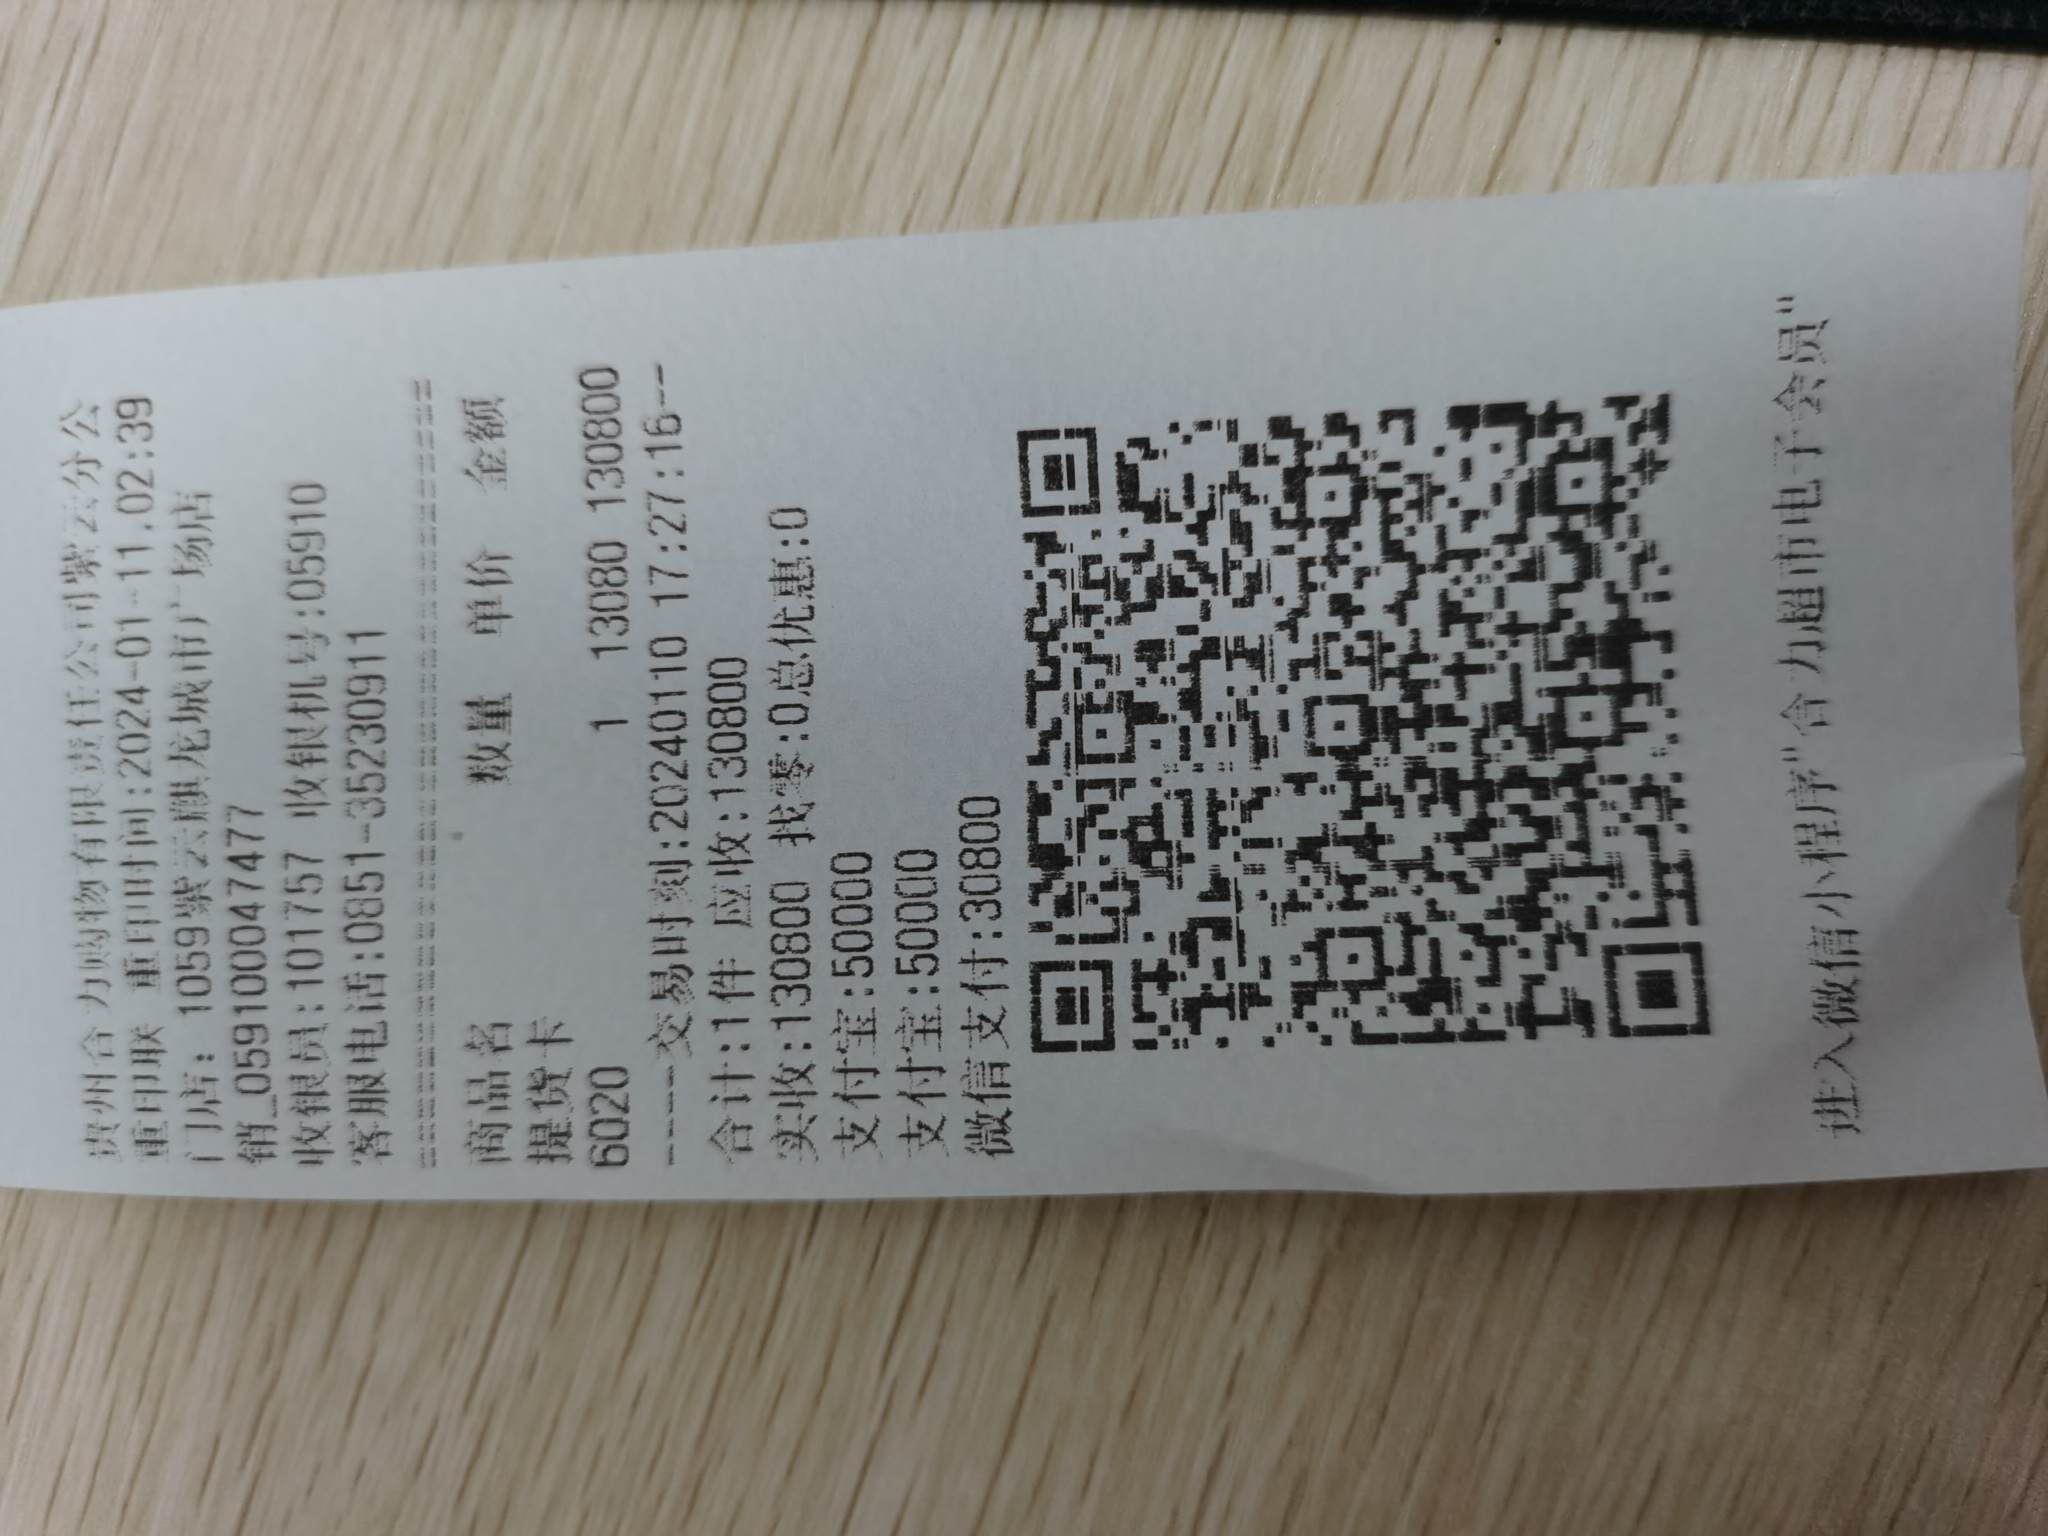 贵州合力购物有限责任公司紫云分公
重印联 重印时间:2024-01-11.02:39
门店: 1059紫云麒龙城市广场店
销_0591000047477
收银员:101757 收银机号:05910
客服电话:0851-35230911
================================
商品名 数量 单价 金额
提货卡
6020 1 13080 130800
----交易时刻:20240110 17:27:16--
合计:1件 应收:130800
实收:130800 找零:0总优惠:0
支付宝:50000
支付宝:50000
微信支付:30800
进入微信小程序"合力超市电子会员"